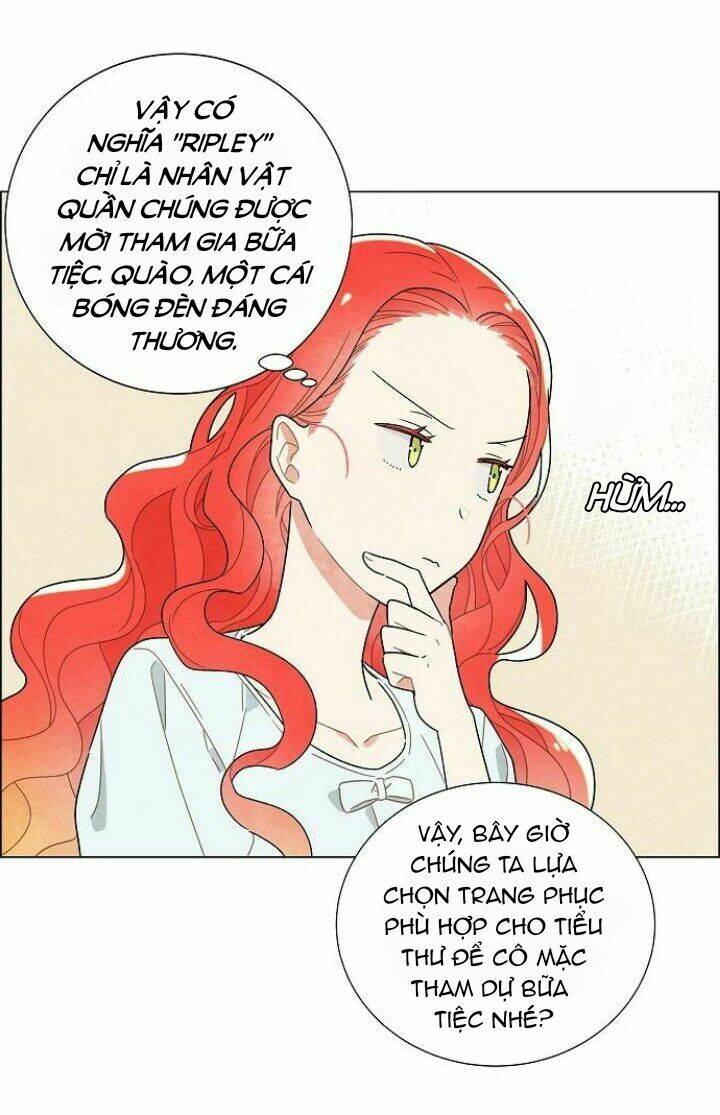 VẬY CÓ
NGHĨA "RIPLEY"
CHỈ LÀ NHÂN VẬT
QUẦN CHÚNG ĐƯỢC
MỜI THAM GIA BỮA
TIỆC. QUÀO, MỘT CÁI
BÓNG ĐÈN ĐÁNG
THƯƠNG.
HỪM...
VẬY, BÂY GIỜ
CHÚNG TA LỰA
CHỌN TRANG PHỤC
PHÙ HỢP CHO TIỂU
THƯ ĐỂ CÔ MẶC
THAM DỰ BỮA
TIỆC NHÉ?